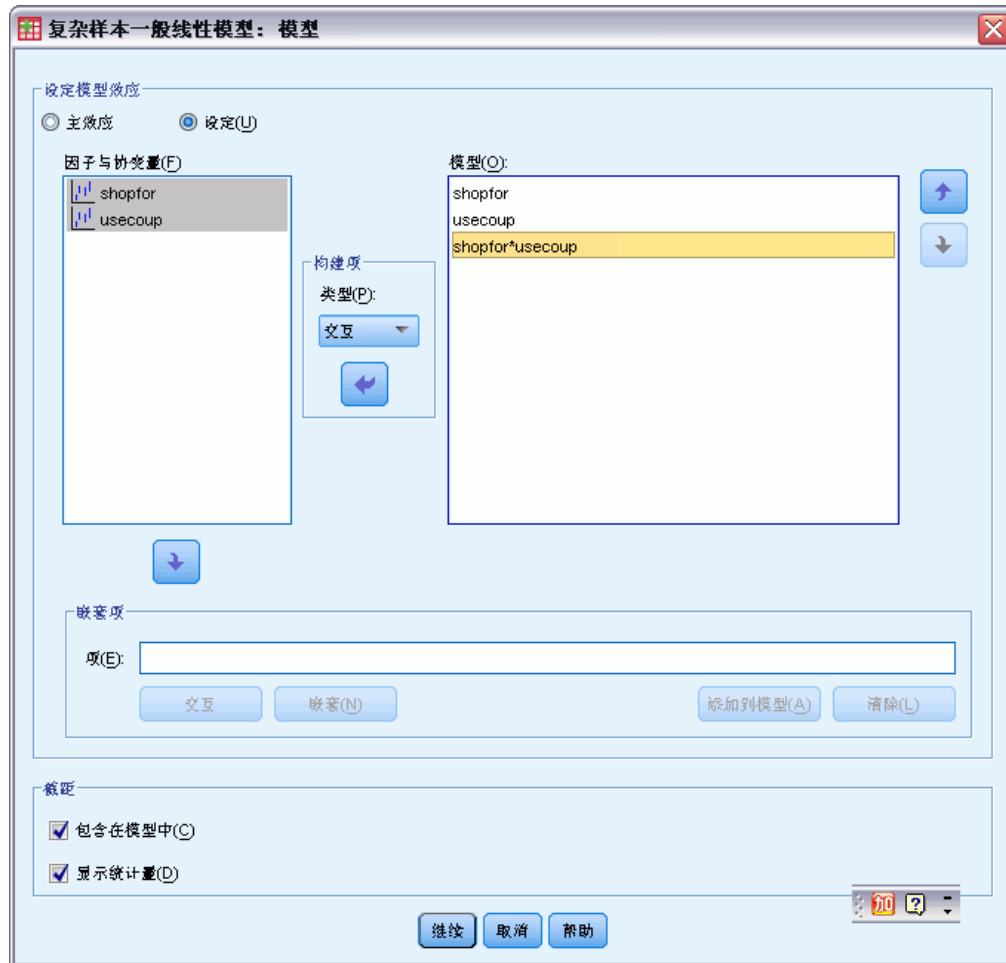 复杂样本一般线性模型：模型
设定模型效应
主效应
设定(U)
因子与协变量(F)
模型(O):
shopfor
usecoup
shopfor
usecoup
shopfor*usecoup
构建项
类型(P):
交互
嵌套项
项(E):
交互
嵌套(N)
添加到模型(A)
清除(L)
截距
包含在模型中(C)
显示统计量(D)
加
?
继续
取消
帮助